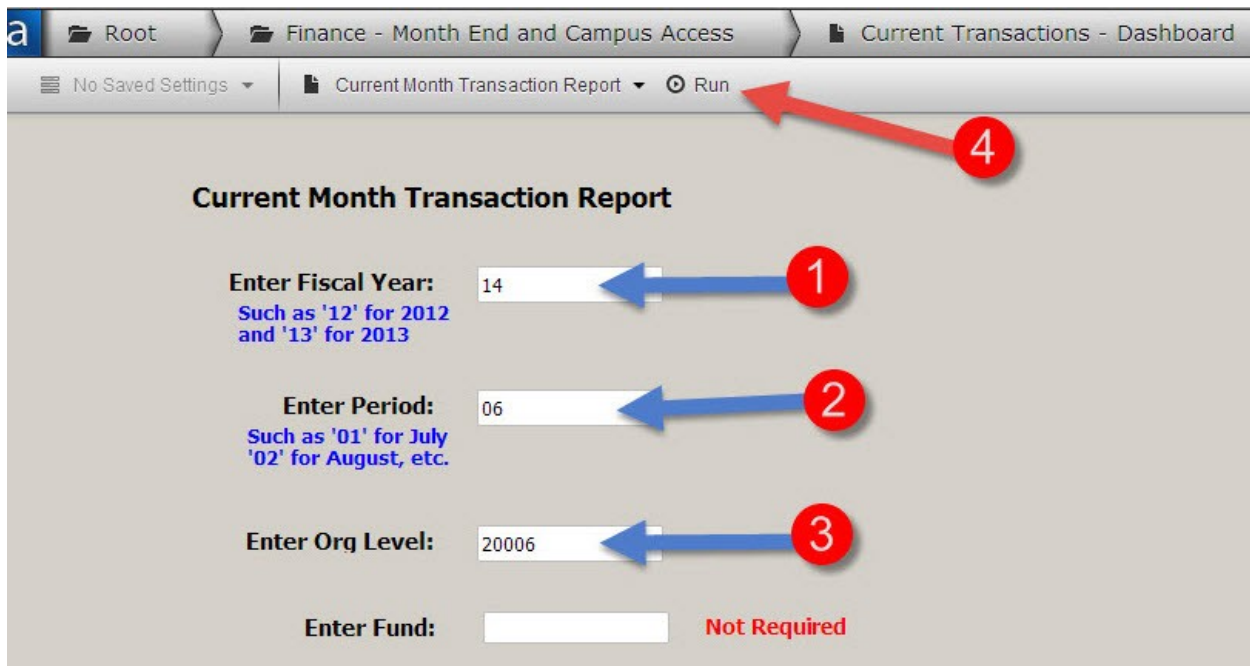 a Root Finance - Month End and Campus Access Current Transactions - Dashboard
No Saved Settings Current Month Transaction Report Run
4
Current Month Transaction Report
Enter Fiscal Year: 14 1
Such as '12' for 2012
and '13' for 2013
Enter Period: 06 2
Such as '01' for July
'02' for August, etc.
Enter Org Level: 20006 3
Enter Fund: Not Required